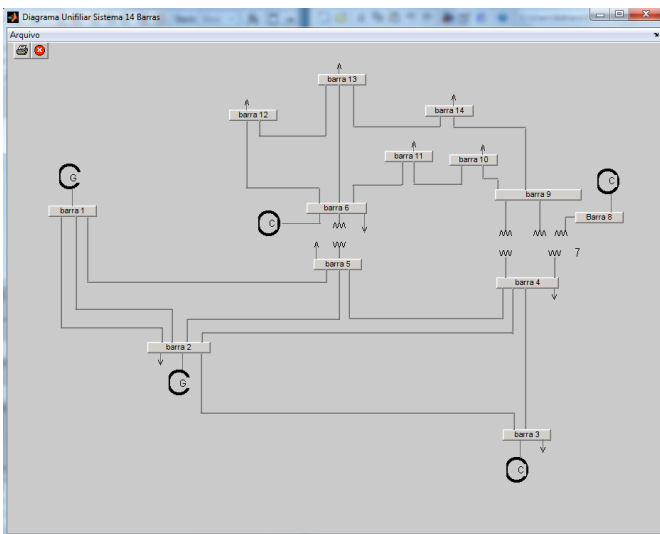 Diagrama Unifiliar Sistema 14 Barras
Arquivo
barra 13
barra 12
barra 14
barra 11
barra 10
G
C
barra 9
barra 1
barra 6
C
Barra 8
7
barra 5
barra 4
barra 2
G
barra 3
C